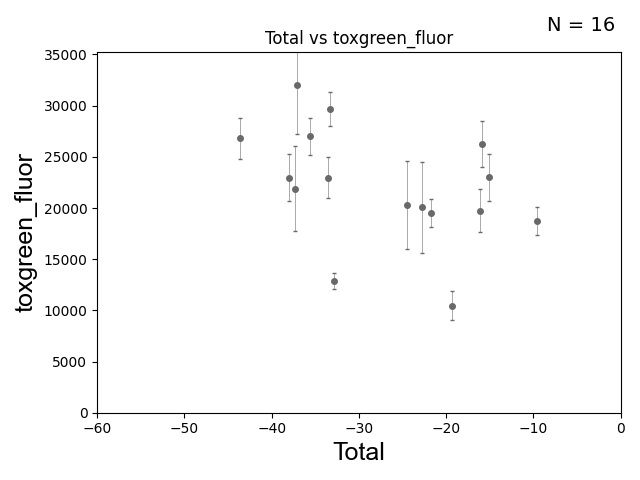 N = 16
Total vs toxgreen_fluor
35000
30000
25000
20000
15000
10000
5000
0
toxgreen_fluor
−60 −50 −40 −30 −20 −10 0
Total